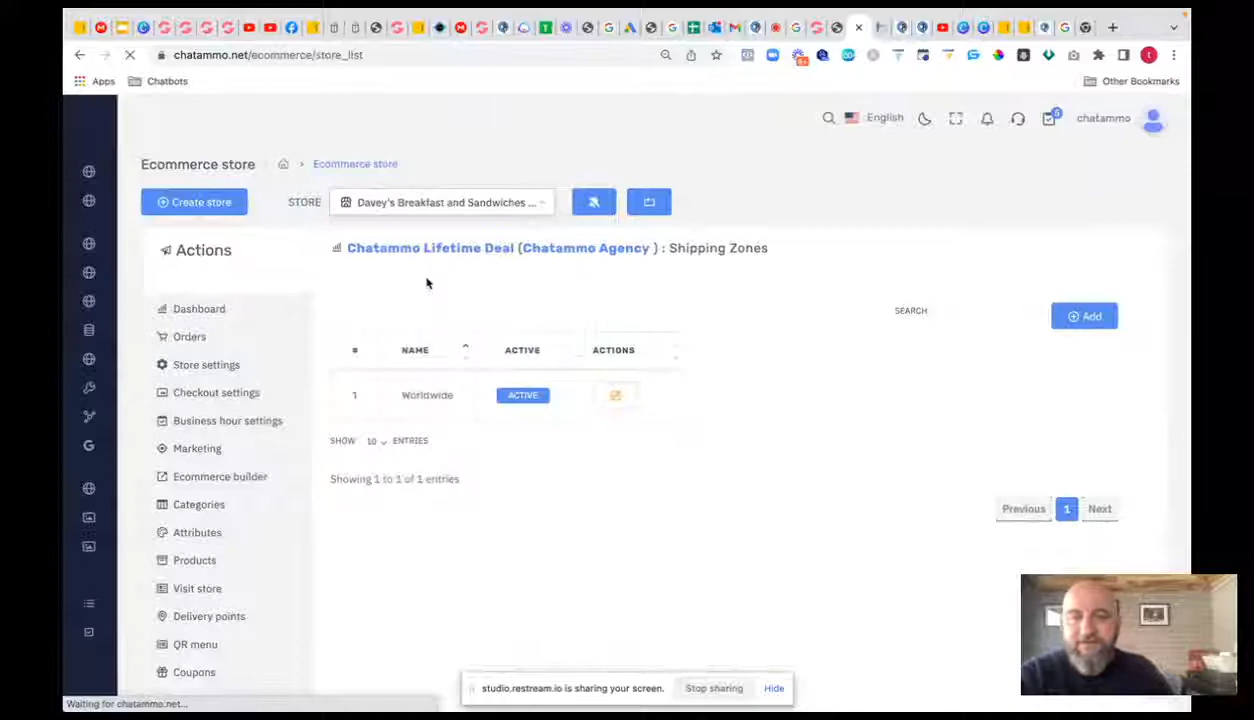 chatammo.net/ecommerce/store_list
Apps
Chatbots
Other Bookmarks
English
5
chatammo
Ecommerce store
Ecommerce store
Create store
STORE
Davey's Breakfast and Sandwiches ...
Actions
Chatammo Lifetime Deal (Chatammo Agency ) : Shipping Zones
SEARCH
Add
Dashboard
Orders
Store settings
Checkout settings
Business hour settings
Marketing
Ecommerce builder
Categories
Attributes
Products
Visit store
Delivery points
QR menu
Coupons
# NAME ACTIVE ACTIONS
1 Worldwide ACTIVE
SHOW 10 ENTRIES
Showing 1 to 1 of 1 entries
Previous 1 Next
studio.restream.io is sharing your screen. Stop sharing Hide
Waiting for chatammo.net...